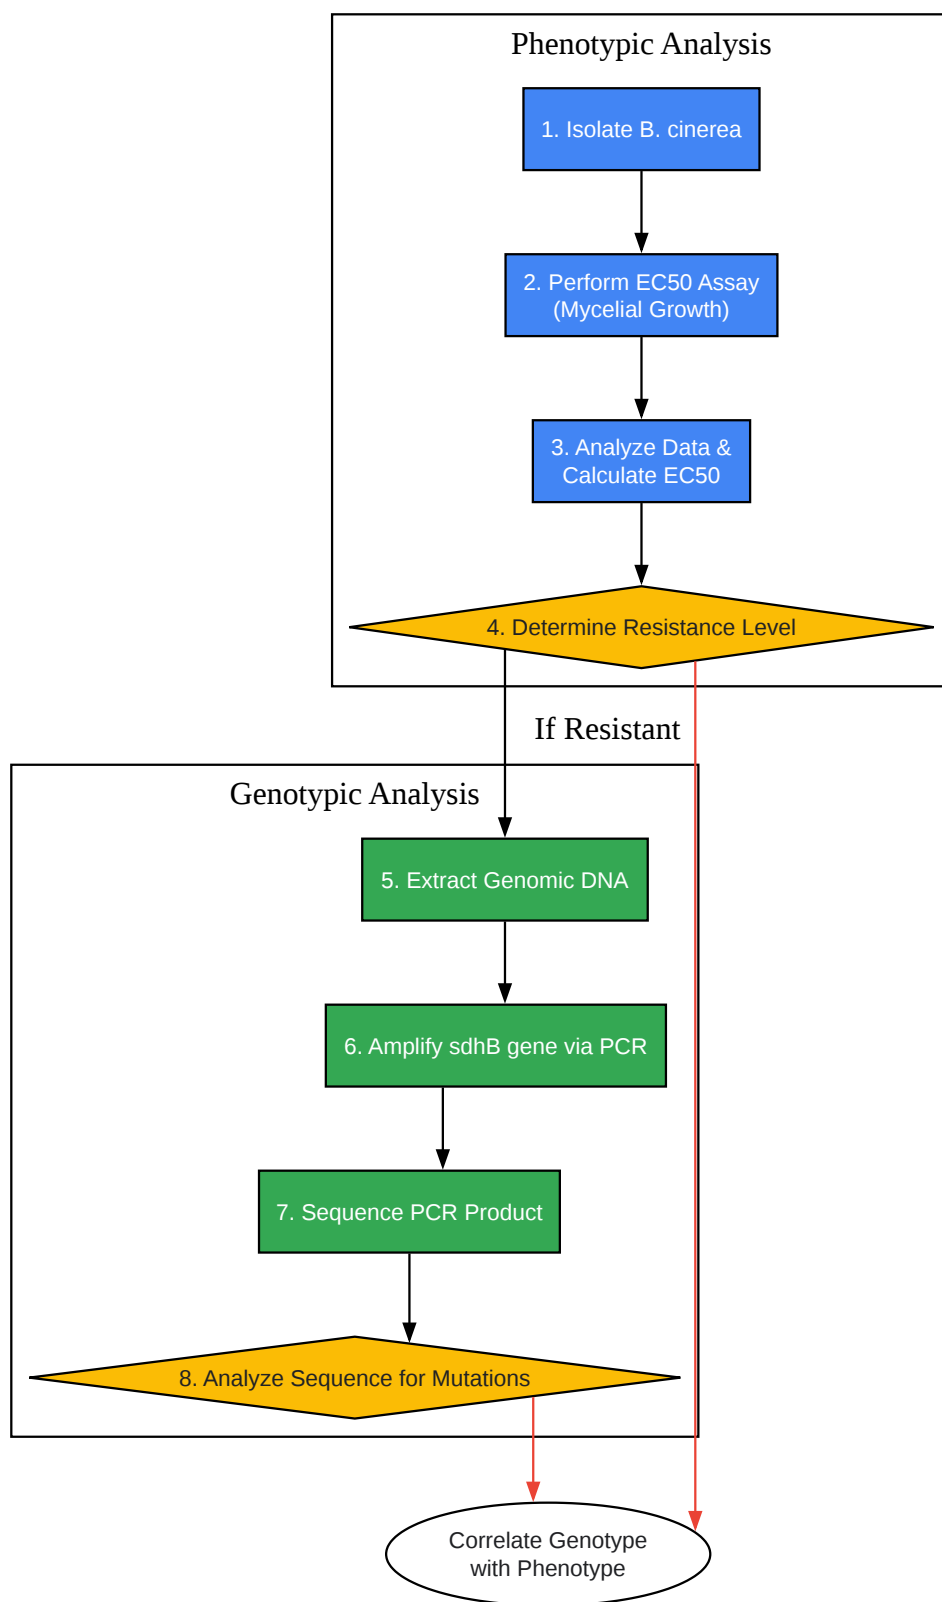 Phenotypic Analysis
1. Isolate B. cinerea
2. Perform EC50 Assay
(Mycelial Growth)
3. Analyze Data &
Calculate EC50
4. Determine Resistance Level
If Resistant
Genotypic Analysis
5. Extract Genomic DNA
6. Amplify sdhB gene via PCR
7. Sequence PCR Product
8. Analyze Sequence for Mutations
Correlate Genotype
with Phenotype